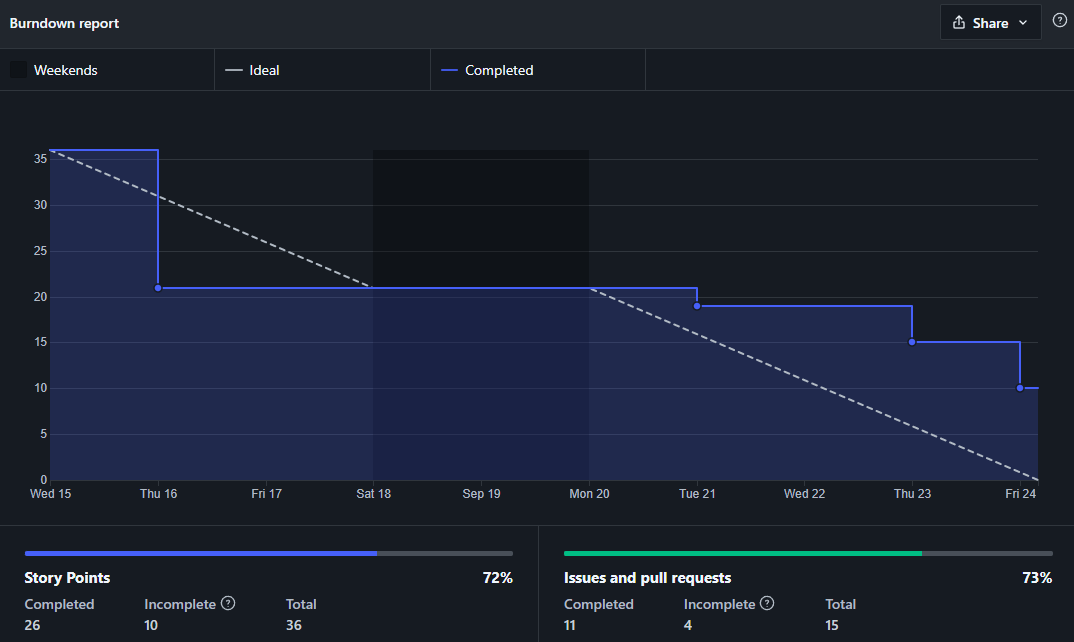 Burndown report
Share
Weekends
Ideal
Completed
35
30
25
20
15
10
5
0
Wed 15 Thu 16 Fri 17 Sat 18 Sep 19 Mon 20 Tue 21 Wed 22 Thu 23 Fri 24
Story Points 72%
Completed Incomplete ? Total
26 10 36
Issues and pull requests 73%
Completed Incomplete ? Total
11 4 15